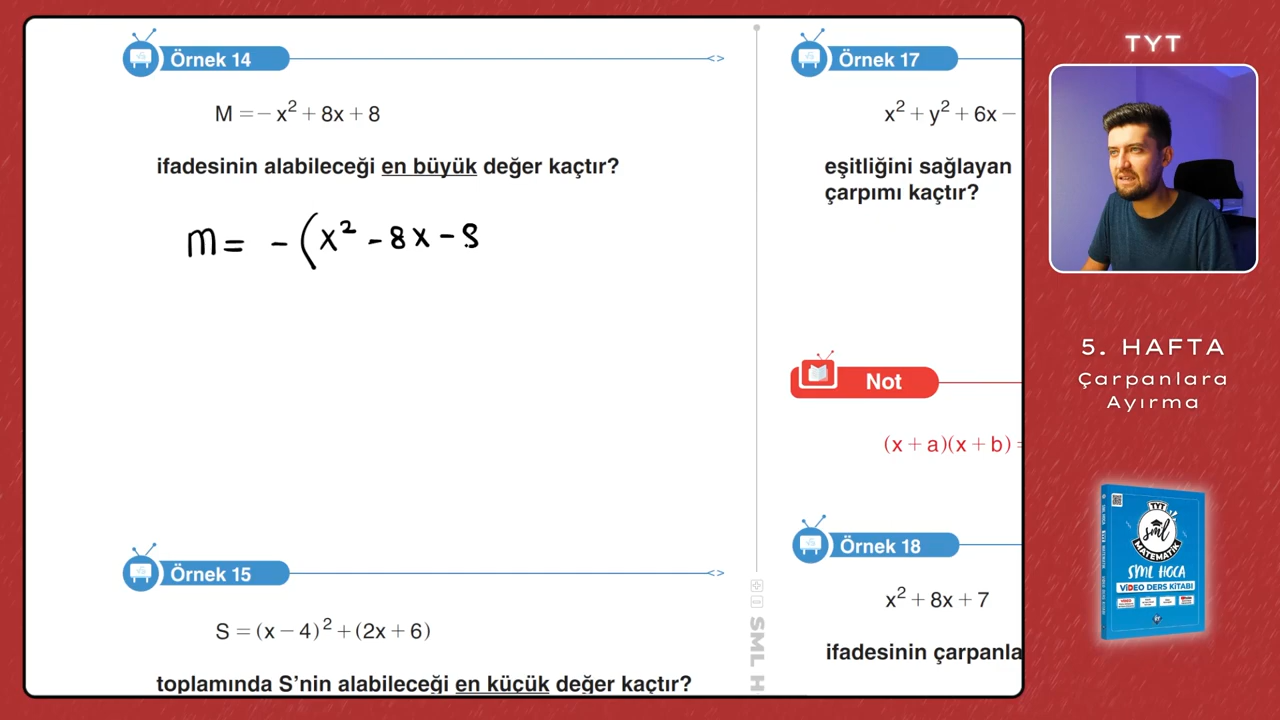 Örnek 14
M = − x² + 8x + 8
ifadesinin alabileceği en büyük değer kaçtır?
m = − (x² − 8x − 8
Örnek 15
S = (x − 4)² + (2x + 6)
toplamında S’nin alabileceği en küçük değer kaçtır?
SML H
Örnek 17
x² + y² + 6x −
eşitliğini sağlayan
çarpımı kaçtır?
Not
(x + a)(x + b) =
Örnek 18
x² + 8x + 7
ifadesinin çarpanla
TYT
5. HAFTA
Çarpanlara
Ayırma
TYT
sml
MATEMATİK
SML HOCA
VİDEO DERS KİTABI